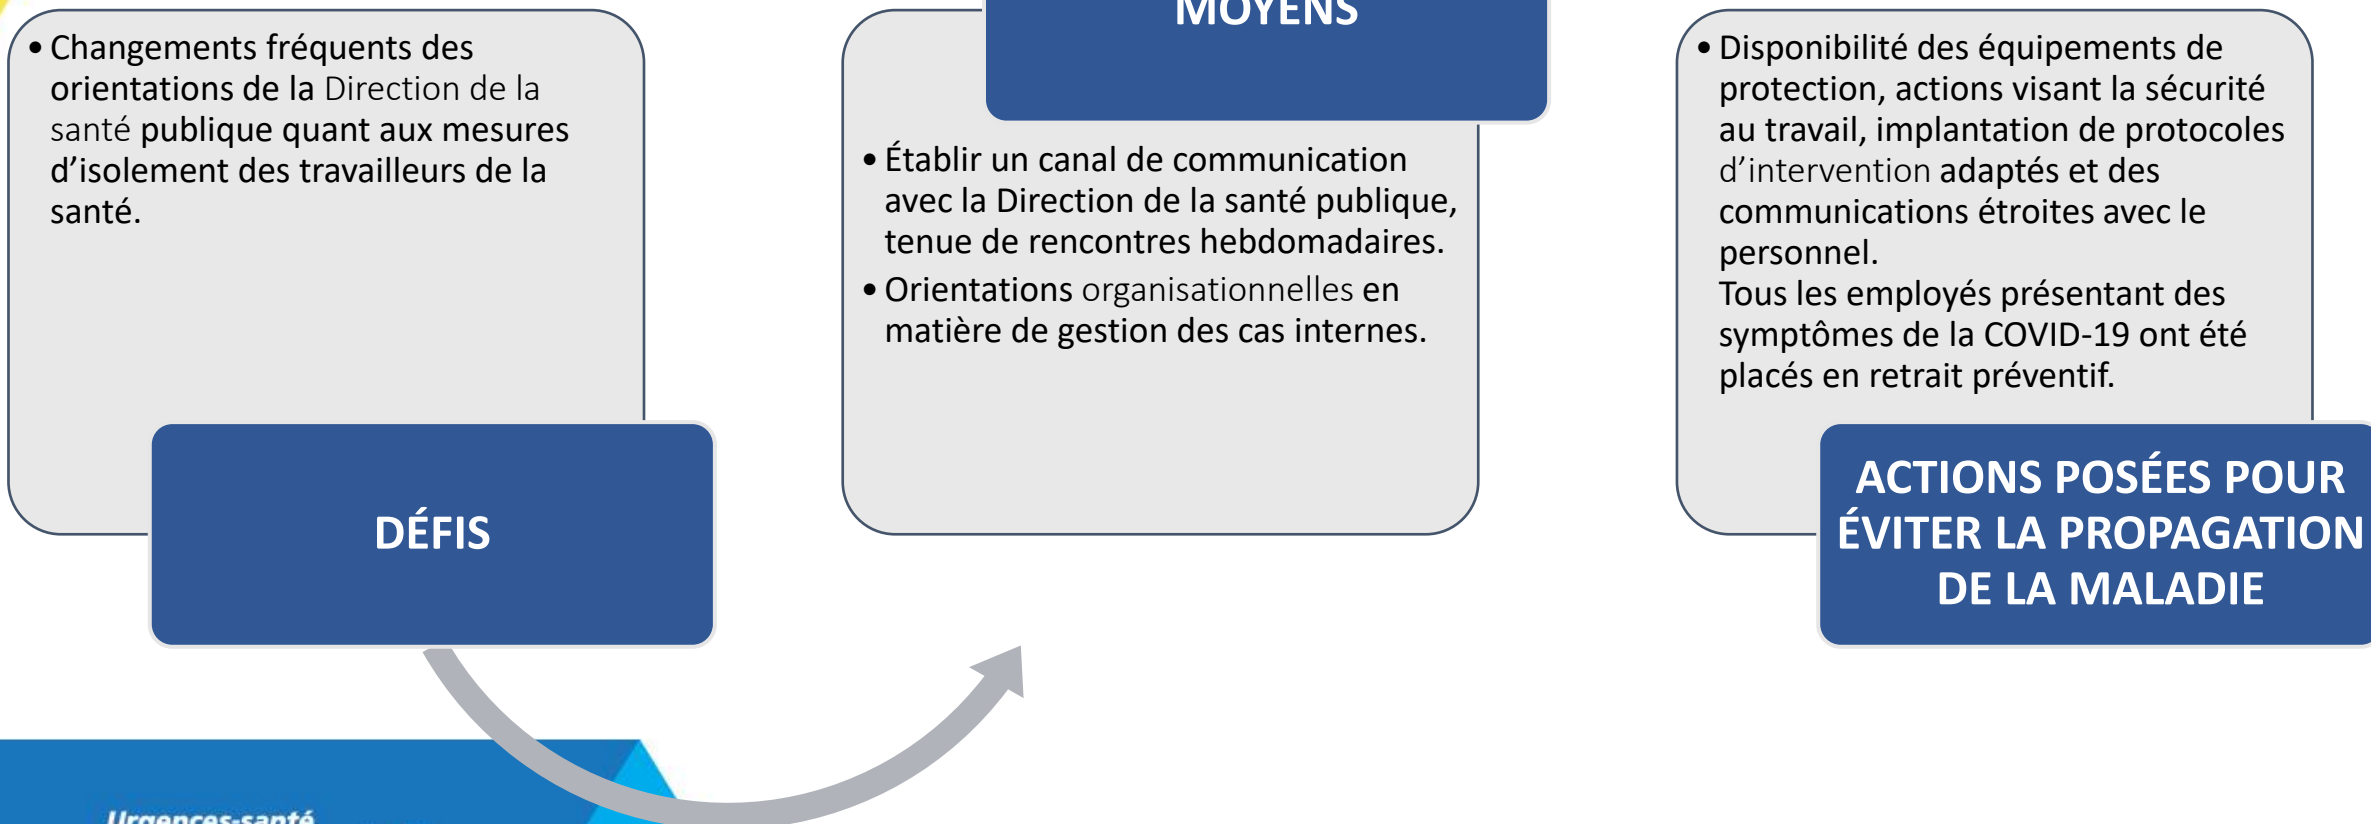 • Changements fréquents des
orientations de la Direction de la
santé publique quant aux mesures
d’isolement des travailleurs de la
santé.
DÉFIS
MOYENS
• Établir un canal de communication
avec la Direction de la santé publique,
tenue de rencontres hebdomadaires.
• Orientations organisationnelles en
matière de gestion des cas internes.
• Disponibilité des équipements de
protection, actions visant la sécurité
au travail, implantation de protocoles
d’intervention adaptés et des
communications étroites avec le
personnel.
Tous les employés présentant des
symptômes de la COVID-19 ont été
placés en retrait préventif.
ACTIONS POSÉES POUR
ÉVITER LA PROPAGATION
DE LA MALADIE
Urgences-santé